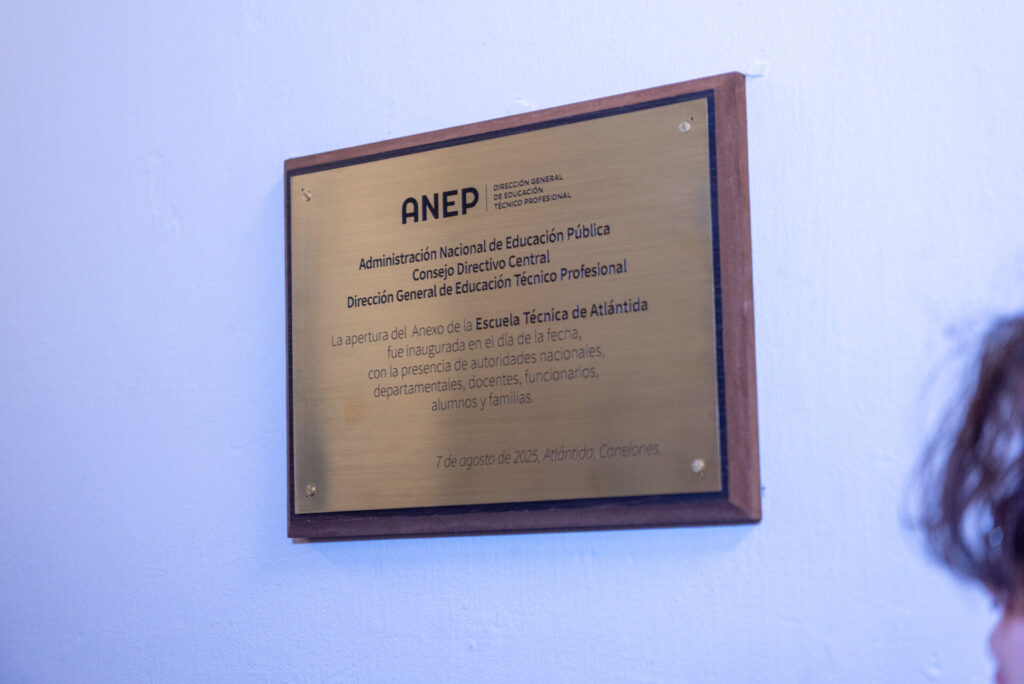 ANEP
DIRECCIÓN GENERAL
DE EDUCACIÓN
TÉCNICO PROFESIONAL
Administración Nacional de Educación Pública
Consejo Directivo Central
Dirección General de Educación Técnico Profesional
La apertura del Anexo de la Escuela Técnica de Atlántida
fue inaugurada en el día de la fecha,
con la presencia de autoridades nacionales,
departamentales, docentes, funcionarios,
alumnos y familias.
7 de agosto de 2025, Atlántida, Canelones.